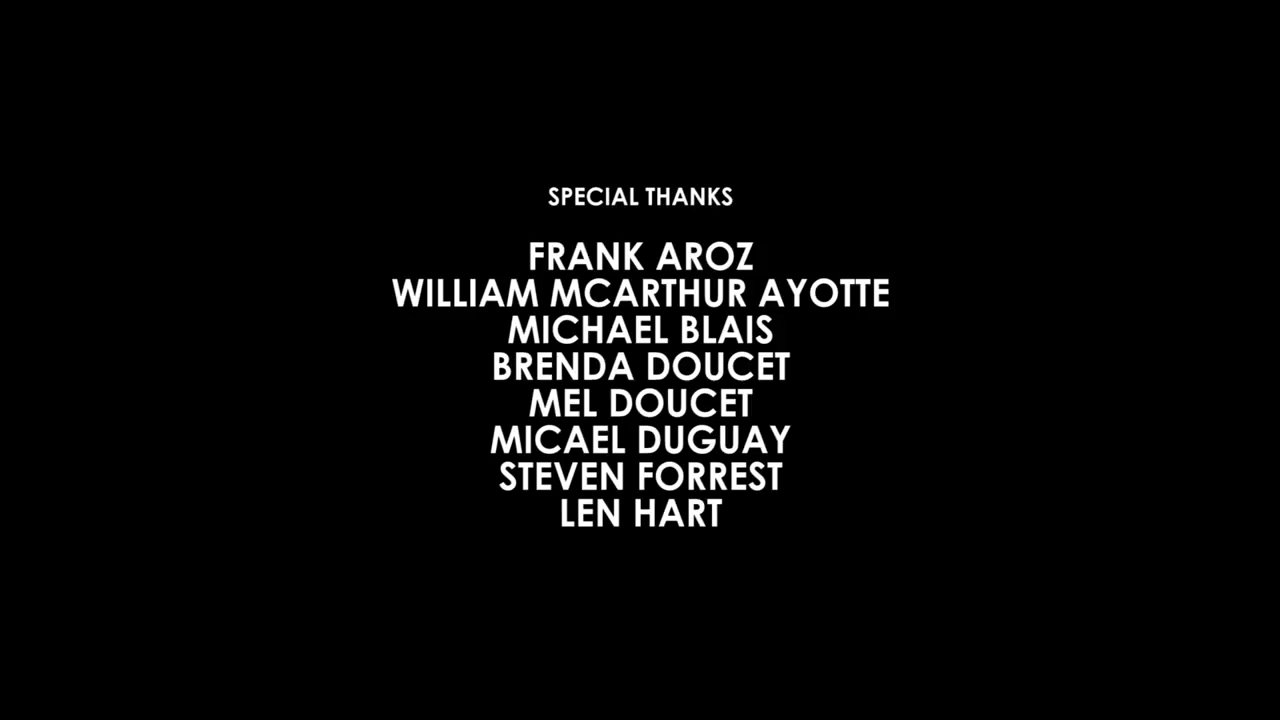 SPECIAL THANKS
FRANK AROZ
WILLIAM MCARTHUR AYOTTE
MICHAEL BLAIS
BRENDA DOUCET
MEL DOUCET
MICAEL DUGUAY
STEVEN FORREST
LEN HART